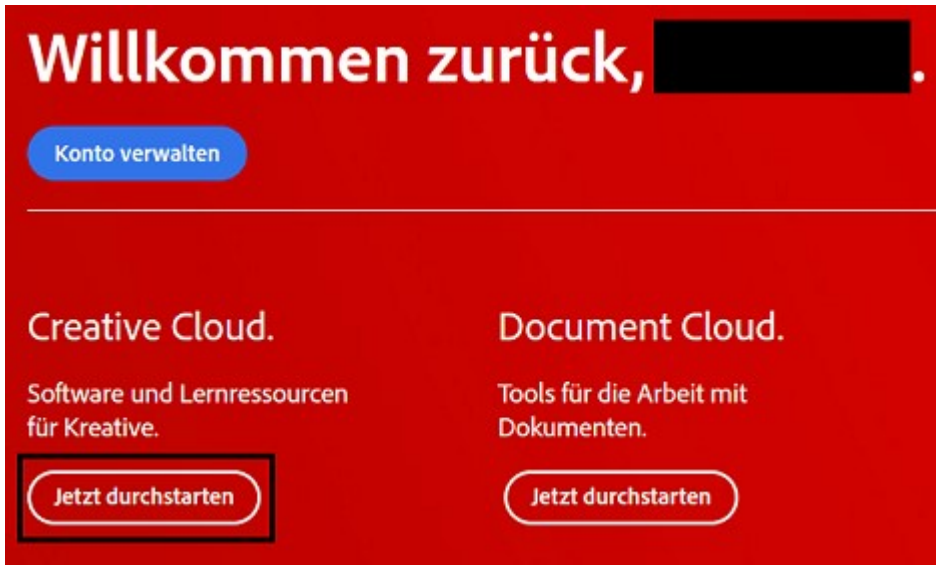 Willkommen zurück, .
Konto verwalten
Creative Cloud.
Software und Lernressourcen
für Kreative.
Jetzt durchstarten
Document Cloud.
Tools für die Arbeit mit
Dokumenten.
Jetzt durchstarten